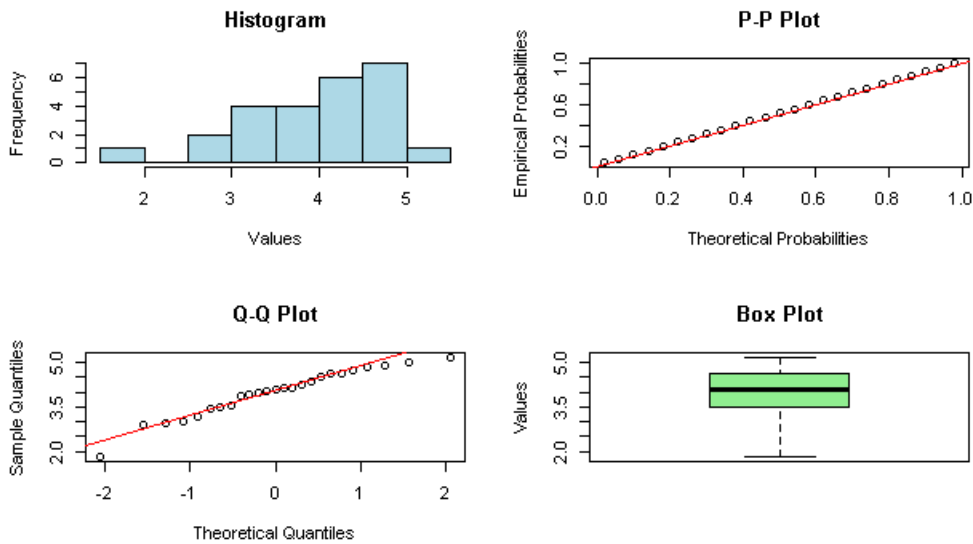 Histogram
Frequency
0 2 4 6
2 3 4 5
Values
P-P Plot
Empirical Probabilities
0.2 0.6 1.0
0.0 0.2 0.4 0.6 0.8 1.0
Theoretical Probabilities
Q-Q Plot
Sample Quantiles
2.0 3.5 5.0
-2 -1 0 1 2
Theoretical Quantiles
Box Plot
Values
2.0 3.5 5.0